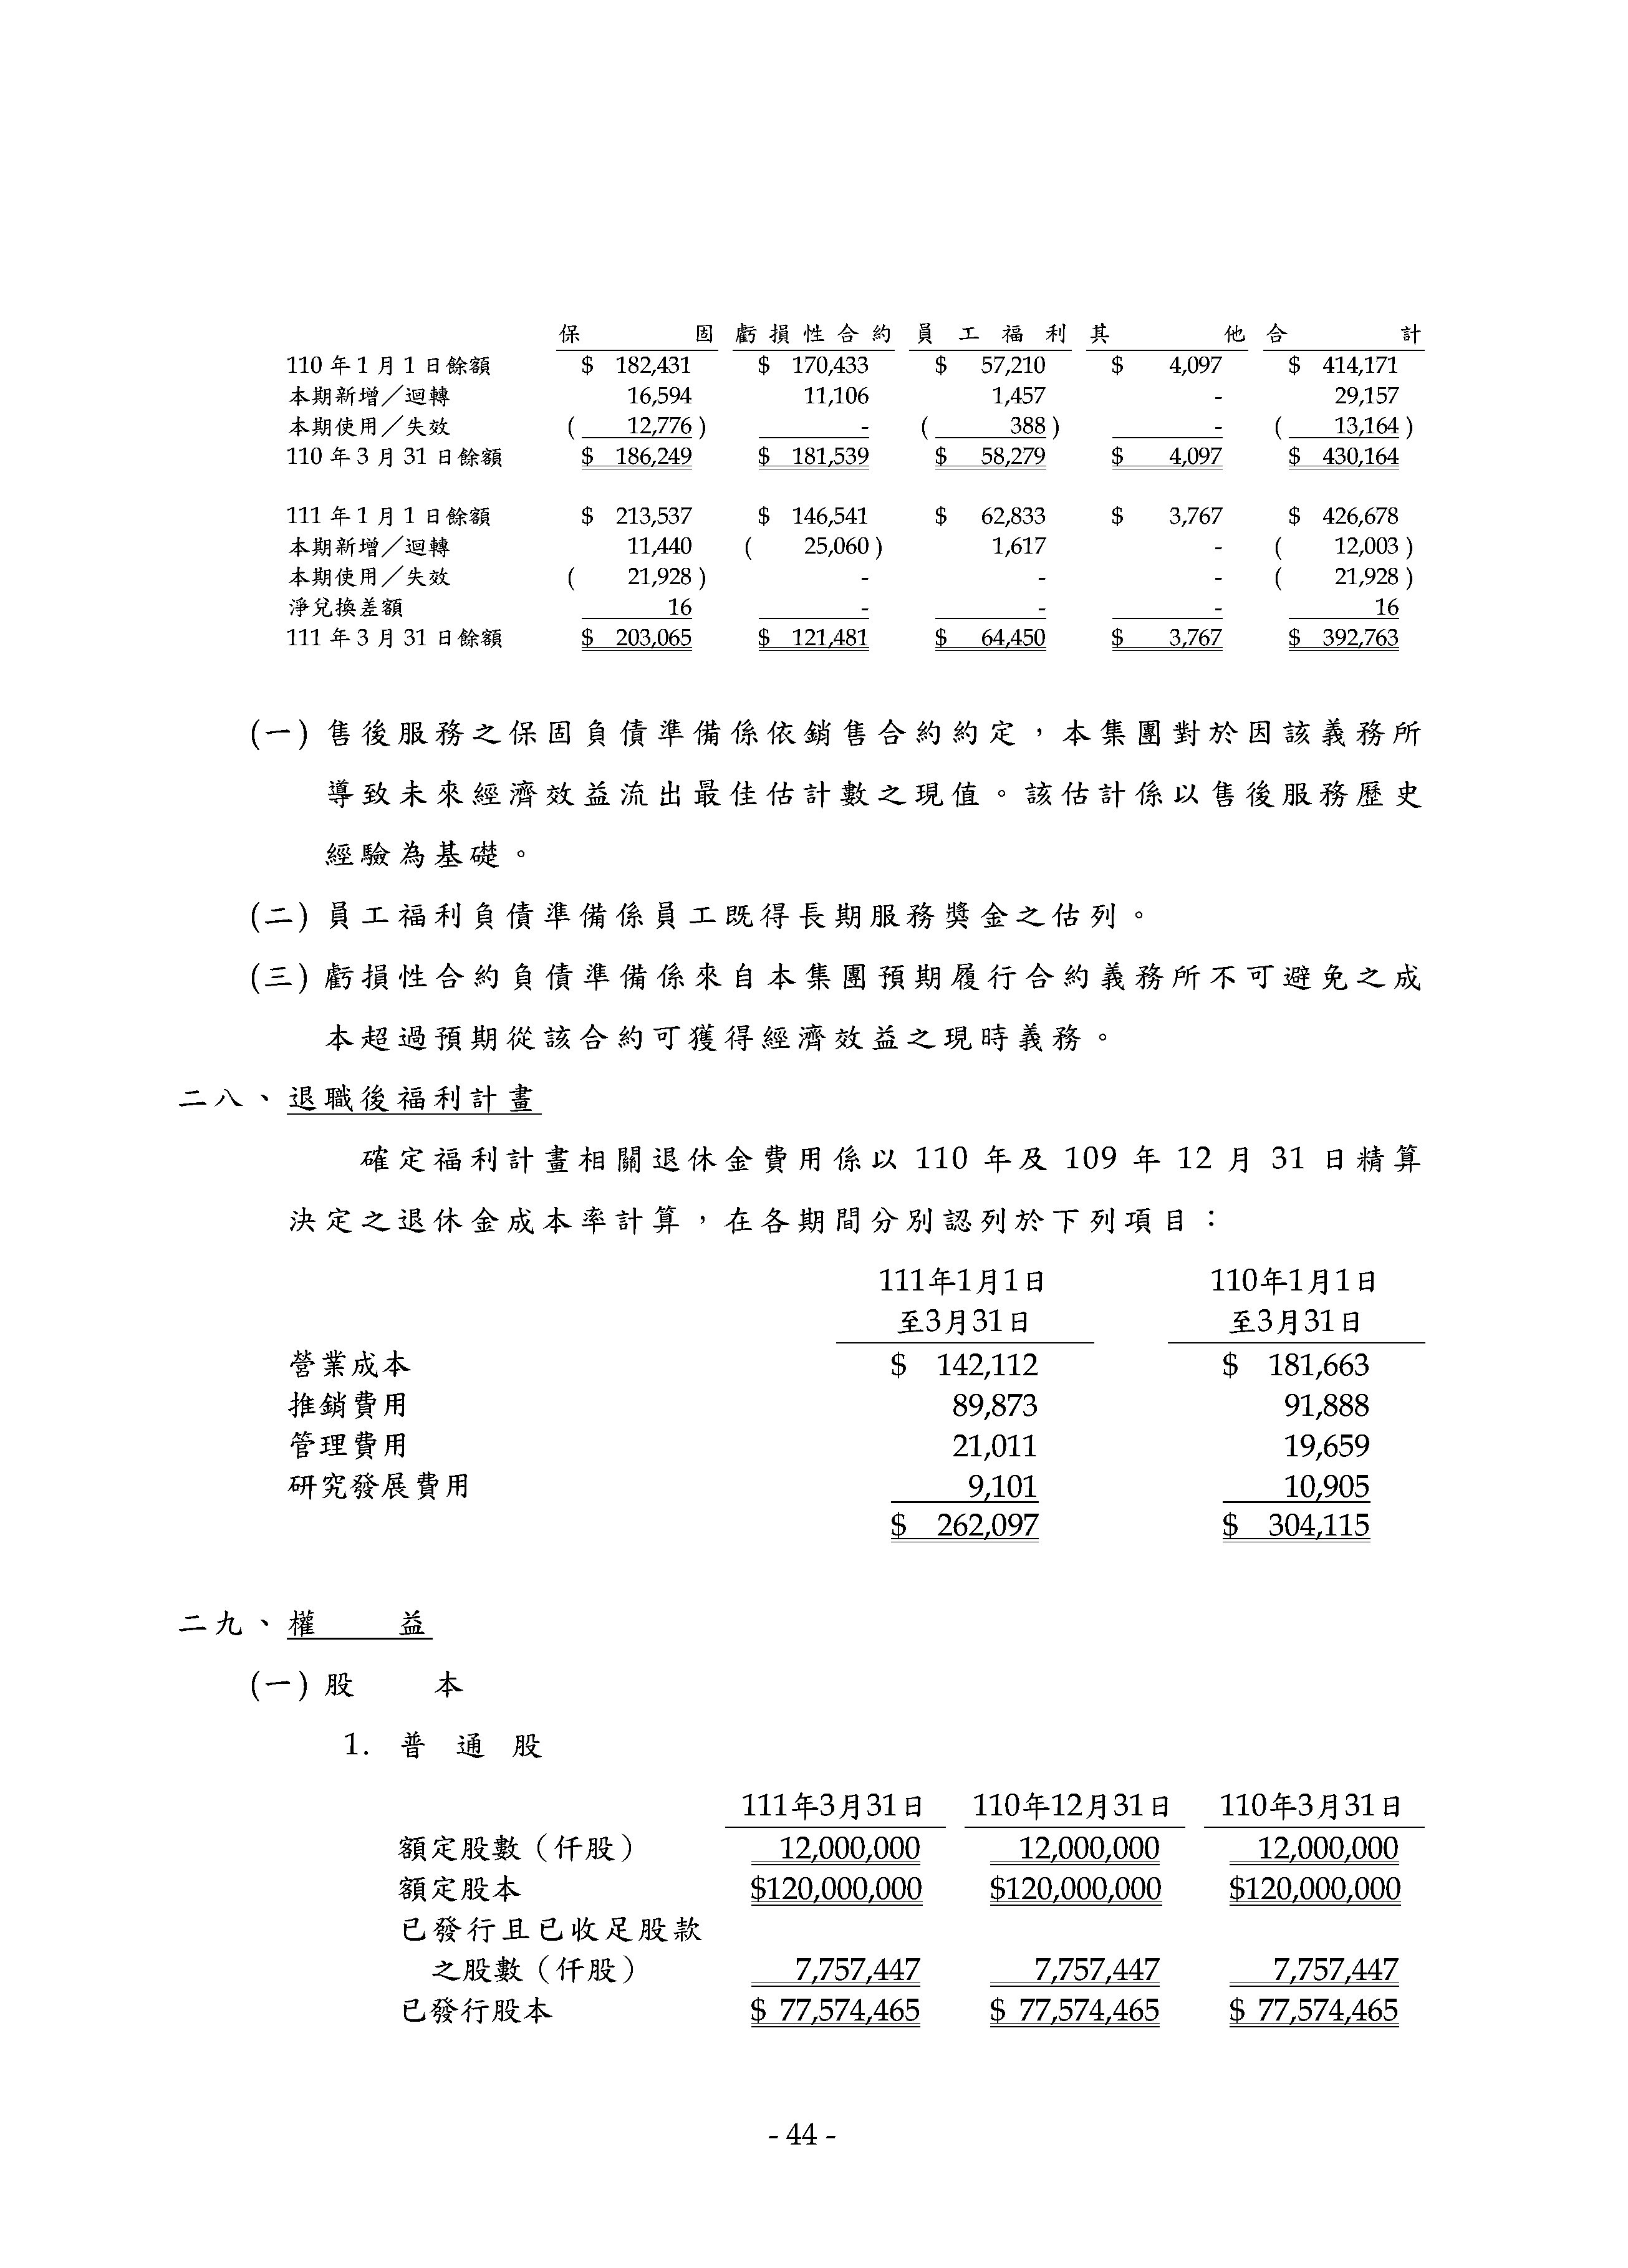 保固 虧損性合約 員工福利 其他 合計
110 年 1 月 1 日餘額 $ 182,431 $ 170,433 $ 57,210 $ 4,097 $ 414,171
本期新增／迴轉 16,594 11,106 1,457 - 29,157
本期使用／失效 ( 12,776 ) - ( 388 ) - ( 13,164 )
110 年 3 月 31 日餘額 $ 186,249 $ 181,539 $ 58,279 $ 4,097 $ 430,164
111 年 1 月 1 日餘額 $ 213,537 $ 146,541 $ 62,833 $ 3,767 $ 426,678
本期新增／迴轉 11,440 ( 25,060 ) 1,617 - ( 12,003 )
本期使用／失效 ( 21,928 ) - - - ( 21,928 )
淨兌換差額 16 - - - 16
111 年 3 月 31 日餘額 $ 203,065 $ 121,481 $ 64,450 $ 3,767 $ 392,763
(一) 售後服務之保固負債準備係依銷售合約約定，本集團對於因該義務所
導致未來經濟效益流出最佳估計數之現值。該估計係以售後服務歷史
經驗為基礎。
(二) 員工福利負債準備係員工既得長期服務獎金之估列。
(三) 虧損性合約負債準備係來自本集團預期履行合約義務所不可避免之成
本超過預期從該合約可獲得經濟效益之現時義務。
二八、退職後福利計畫
確定福利計畫相關退休金費用係以 110 年及 109 年 12 月 31 日精算
決定之退休金成本率計算，在各期間分別認列於下列項目：
111年1月1日 110年1月1日
至3月31日 至3月31日
營業成本 $ 142,112 $ 181,663
推銷費用 89,873 91,888
管理費用 21,011 19,659
研究發展費用 9,101 10,905
$ 262,097 $ 304,115
二九、權益
(一) 股本
1. 普通股
111年3月31日 110年12月31日 110年3月31日
額定股數（仟股） 12,000,000 12,000,000 12,000,000
額定股本 $120,000,000 $120,000,000 $120,000,000
已發行且已收足股款
之股數（仟股） 7,757,447 7,757,447 7,757,447
已發行股本 $ 77,574,465 $ 77,574,465 $ 77,574,465
- 44 -